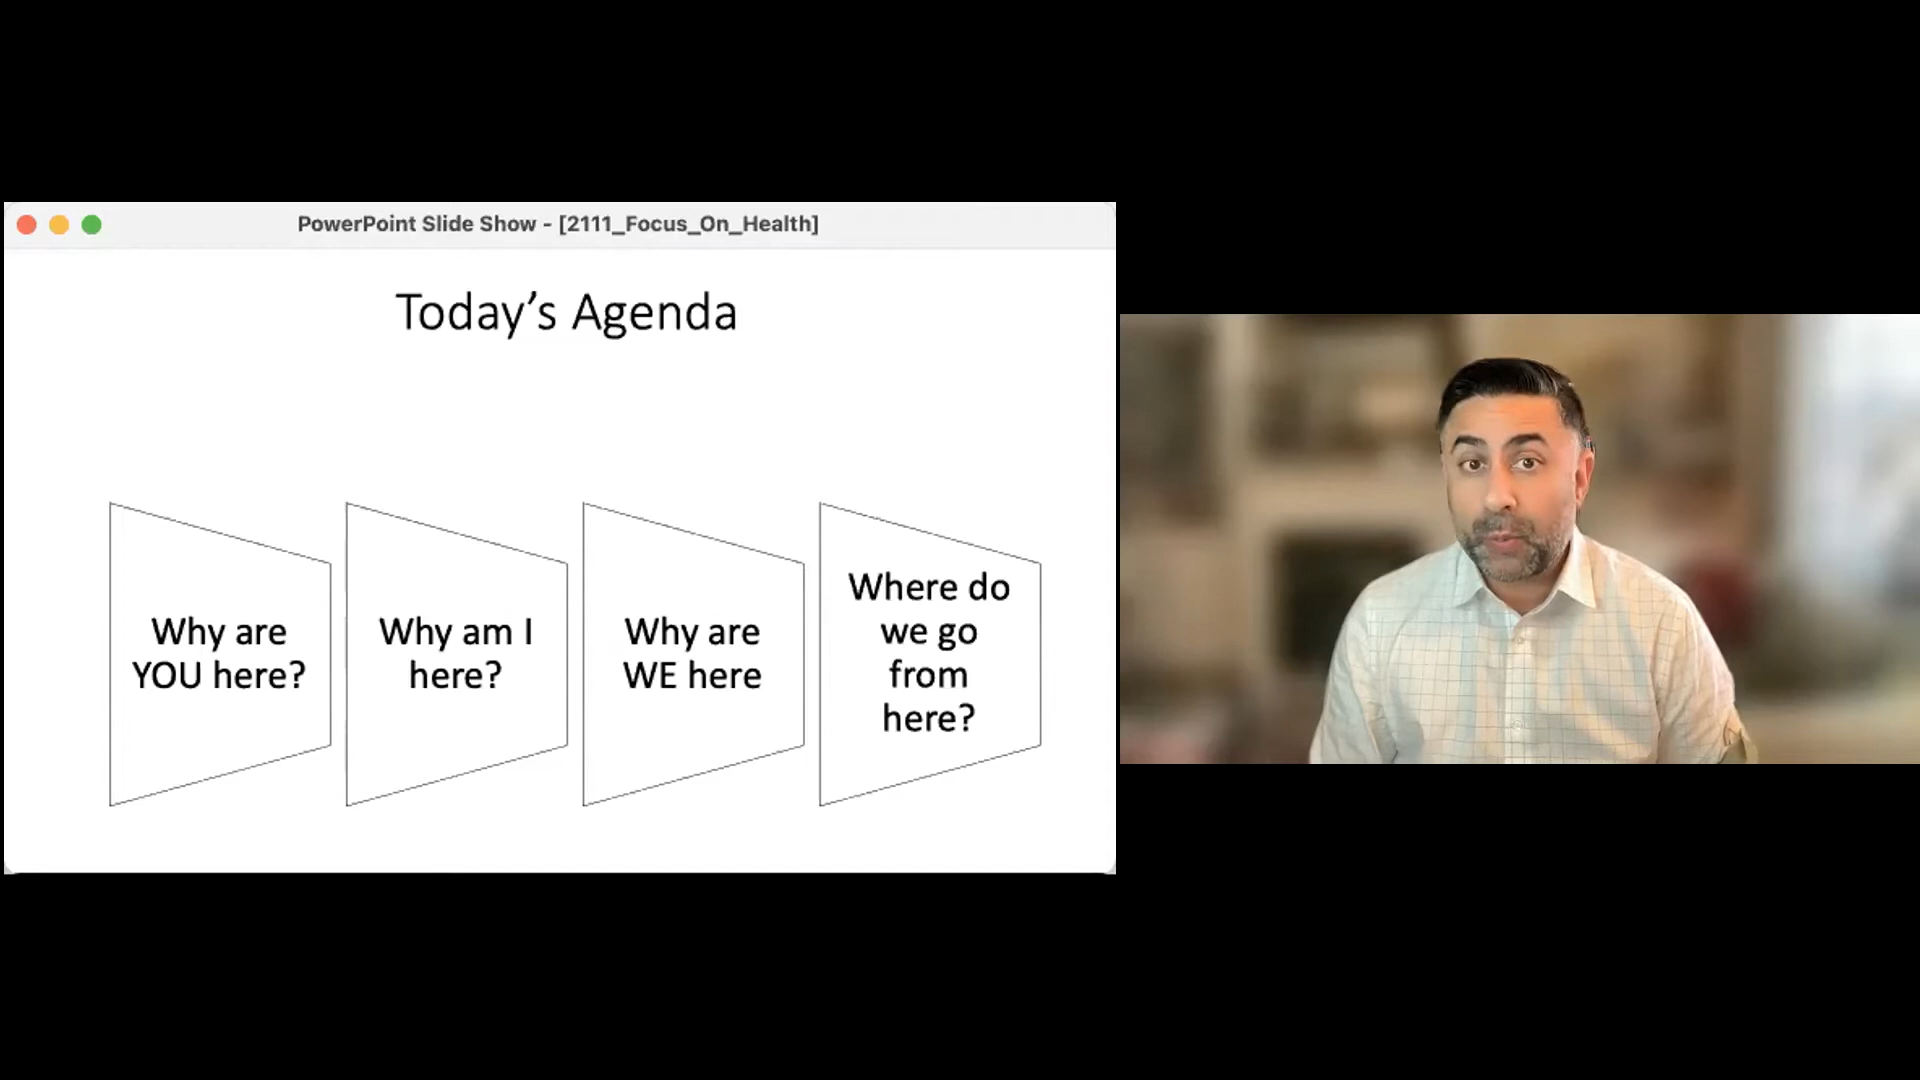 PowerPoint Slide Show - [2111_Focus_On_Health]
Today’s Agenda
Why are
YOU here?
Why am I
here?
Why are
WE here
Where do
we go
from
here?